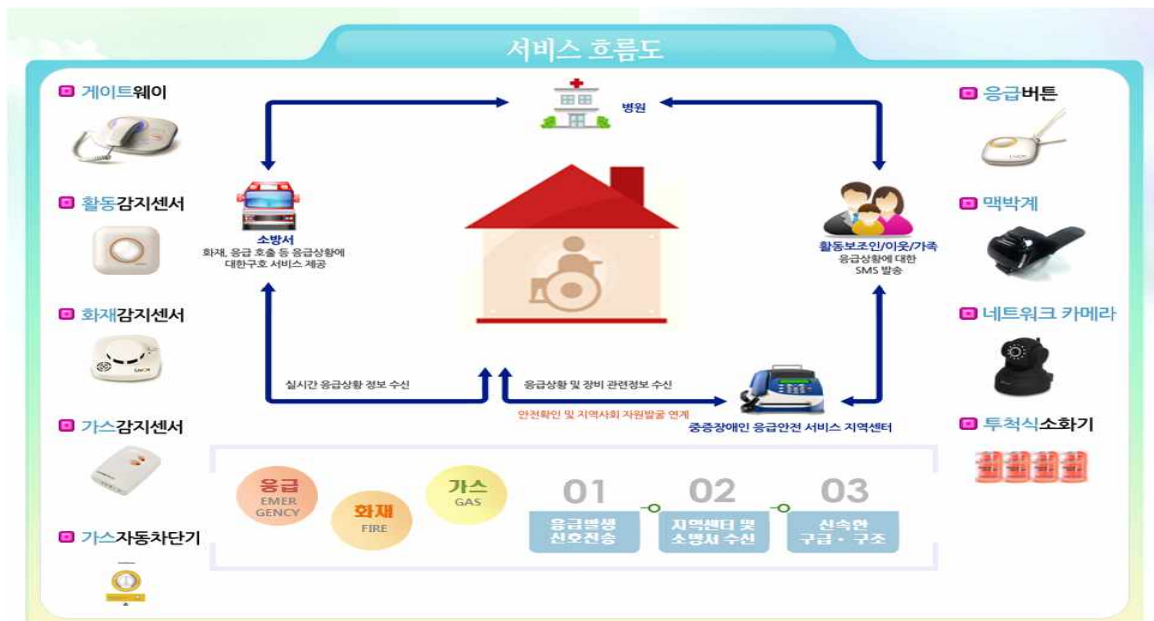 서비스 흐름도
게이트웨이
활동감지센서
화재감지센서
가스감지센서
가스자동차단기
병원
소방서
화재, 응급 호출 등 응급상황에
대한구호 서비스 제공
활동보조인/이웃/가족
응급상황에 대한
SMS 발송
실시간 응급상황 정보 수신
응급상황 및 장비 관련정보 수신
안전확인 및 지역사회 자원발굴 연계
중증장애인 응급안전 서비스 지역센터
응급
EMER
GENCY
화재
FIRE
가스
GAS
01
응급발생
신호전송
02
지역센터 및
소방서 수신
03
신속한
구급· 구조
응급버튼
맥박계
네트워크 카메라
투척식소화기